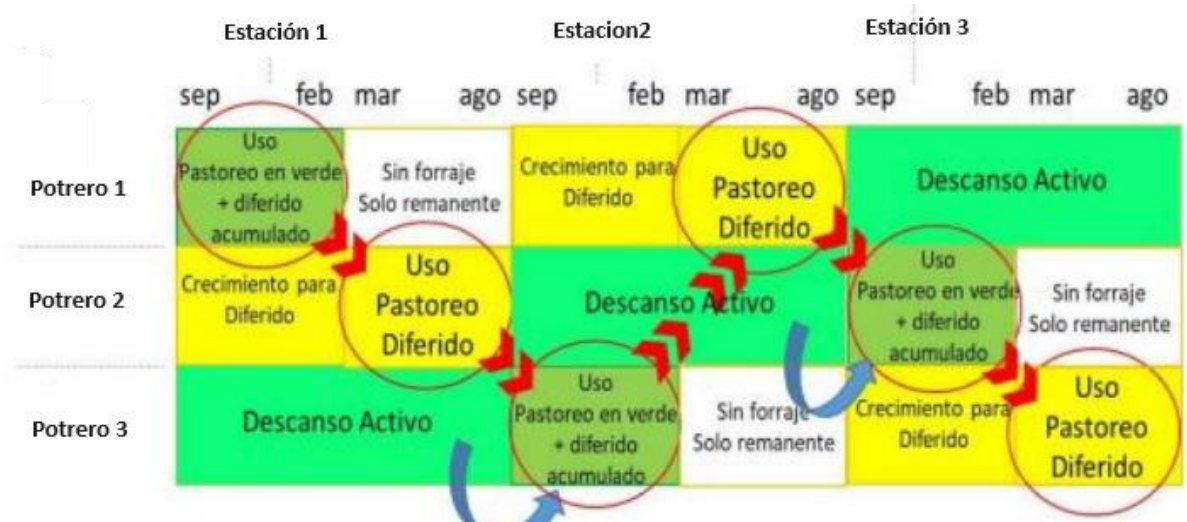 Estación 1
Estacion2
Estación 3
sep feb mar ago sep feb mar ago sep feb mar ago
Potrero 1
Uso
Pastoreo en verde
+ diferido
acumulado
Sin forraje
Solo remanente
Crecimiento para
Diferido
Uso
Pastoreo
Diferido
Descanso Activo
Potrero 2
Crecimiento para
Diferido
Uso
Pastoreo
Diferido
Descanso Activo
Uso
Pastoreo en verde
+ diferido
acumulado
Sin forraje
Solo remanente
Potrero 3
Descanso Activo
Uso
Pastoreo en verde
+ diferido
acumulado
Sin forraje
Solo remanente
Crecimiento para
Diferido
Uso
Pastoreo
Diferido